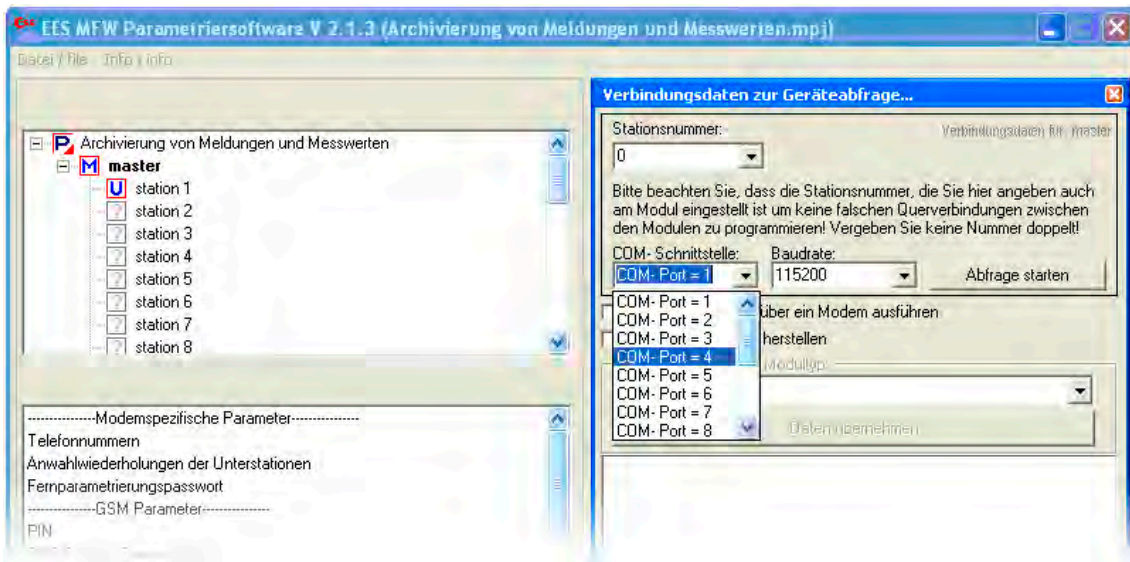 EES MFW Parametriersoftware V 2.1.3 (Archivierung von Meldungen und Messwerten.mpj)
Datei / file Info / info
Archivierung von Meldungen und Messwerten
master
station 1
station 2
station 3
station 4
station 5
station 6
station 7
station 8
---------------Modemspezifische Parameter---------------
Telefonnummern
Anwahlwiederholungen der Unterstationen
Fernparametrierungspasswort
---------------GSM Parameter---------------
PIN
Verbindungsdaten zur Geräteabfrage...
Stationsnummer: Verbindungsdaten für: master
0
Bitte beachten Sie, dass die Stationsnummer, die Sie hier angeben auch
am Modul eingestellt ist um keine falschen Querverbindungen zwischen
den Modulen zu programmieren! Vergeben Sie keine Nummer doppelt!
COM- Schnittstelle: Baudrate:
COM- Port = 1 115200 Abfrage starten
COM- Port = 1
COM- Port = 2 über ein Modem ausführen
COM- Port = 3 herstellen
COM- Port = 4 Modultyp
COM- Port = 5
COM- Port = 6
COM- Port = 7
COM- Port = 8 Daten übernehmen